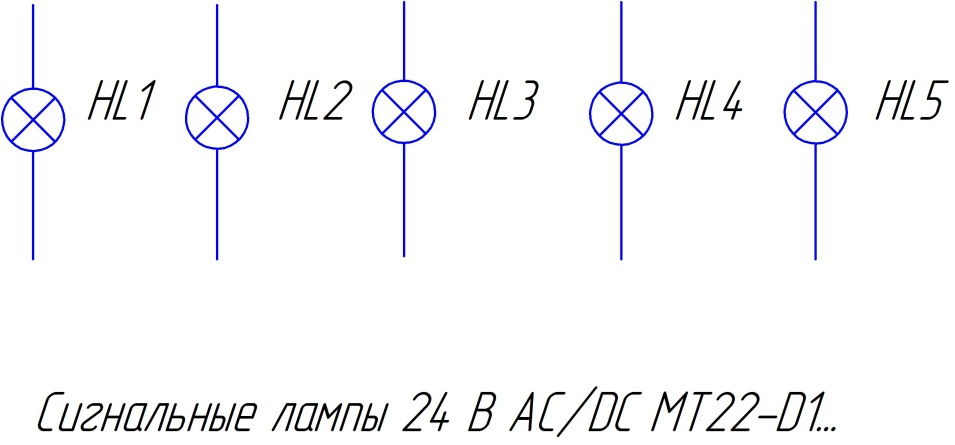 HL1 HL2 HL3 HL4 HL5
Сигнальные лампы 24 В AC/DC MT22-D1...